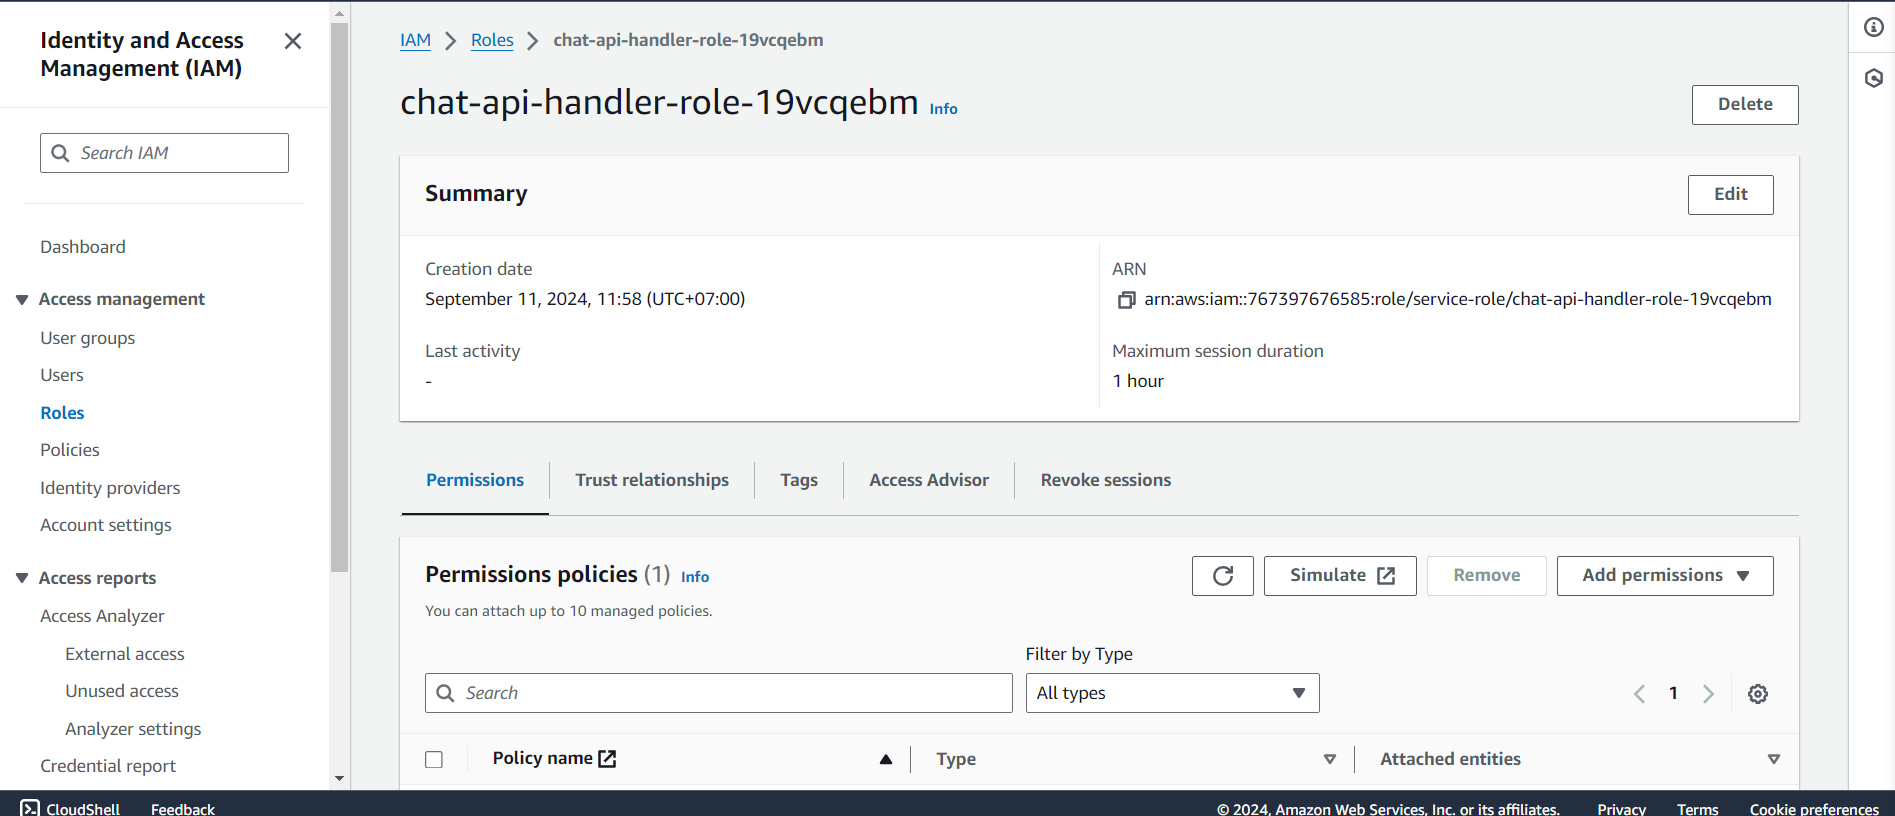 Identity and Access
Management (IAM)
Search IAM
Dashboard
Access management
User groups
Users
Roles
Policies
Identity providers
Account settings
Access reports
Access Analyzer
External access
Unused access
Analyzer settings
Credential report
IAM Roles chat-api-handler-role-19vcqebm
chat-api-handler-role-19vcqebm Info
Delete
Summary
Edit
Creation date
September 11, 2024, 11:58 (UTC+07:00)
ARN
arn:aws:iam::767397676585:role/service-role/chat-api-handler-role-19vcqebm
Last activity
-
Maximum session duration
1 hour
Permissions Trust relationships Tags Access Advisor Revoke sessions
Permissions policies (1) Info
Simulate Remove Add permissions
You can attach up to 10 managed policies.
Filter by Type
Search All types 1
Policy name Type Attached entities
CloudShell Feedback © 2024, Amazon Web Services, Inc. or its affiliates. Privacy Terms Cookie preferences